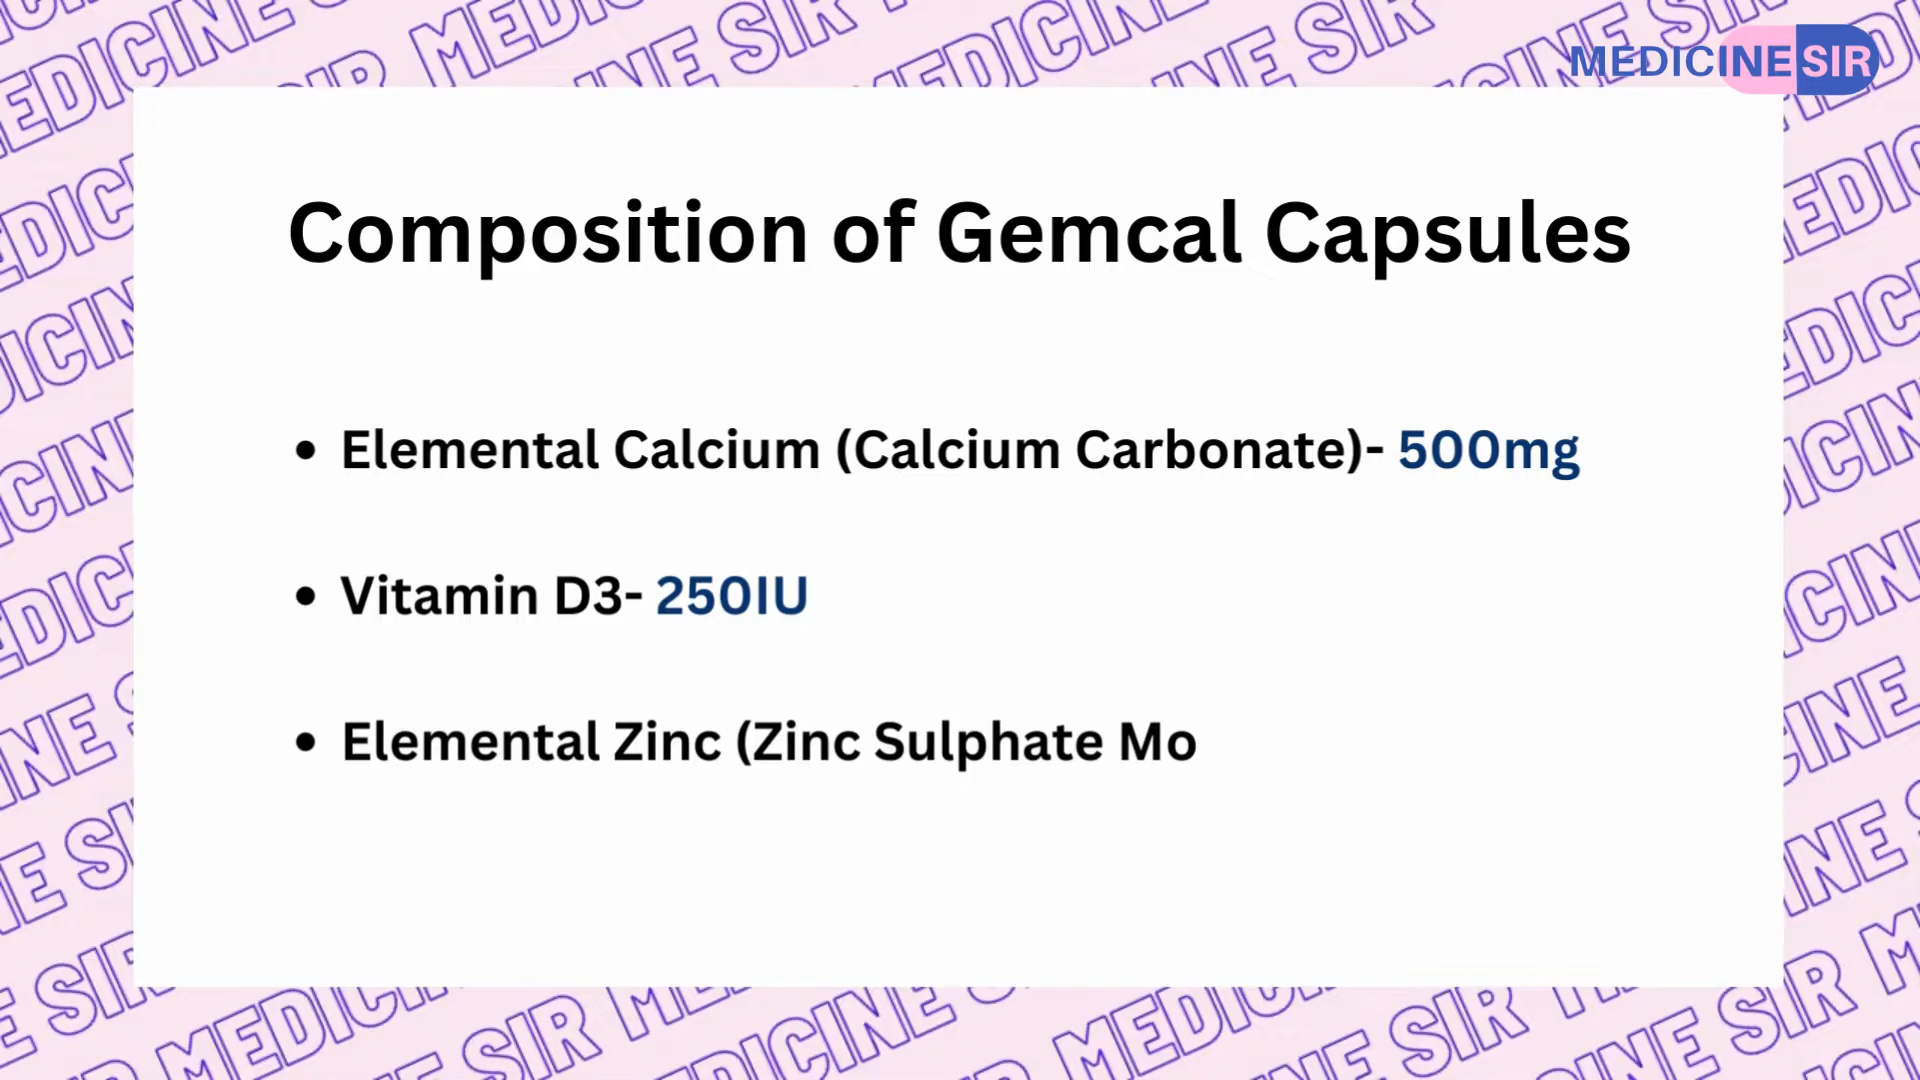 MEDICINE SIR
Composition of Gemcal Capsules
• Elemental Calcium (Calcium Carbonate)- 500mg
• Vitamin D3- 250IU
• Elemental Zinc (Zinc Sulphate Mo